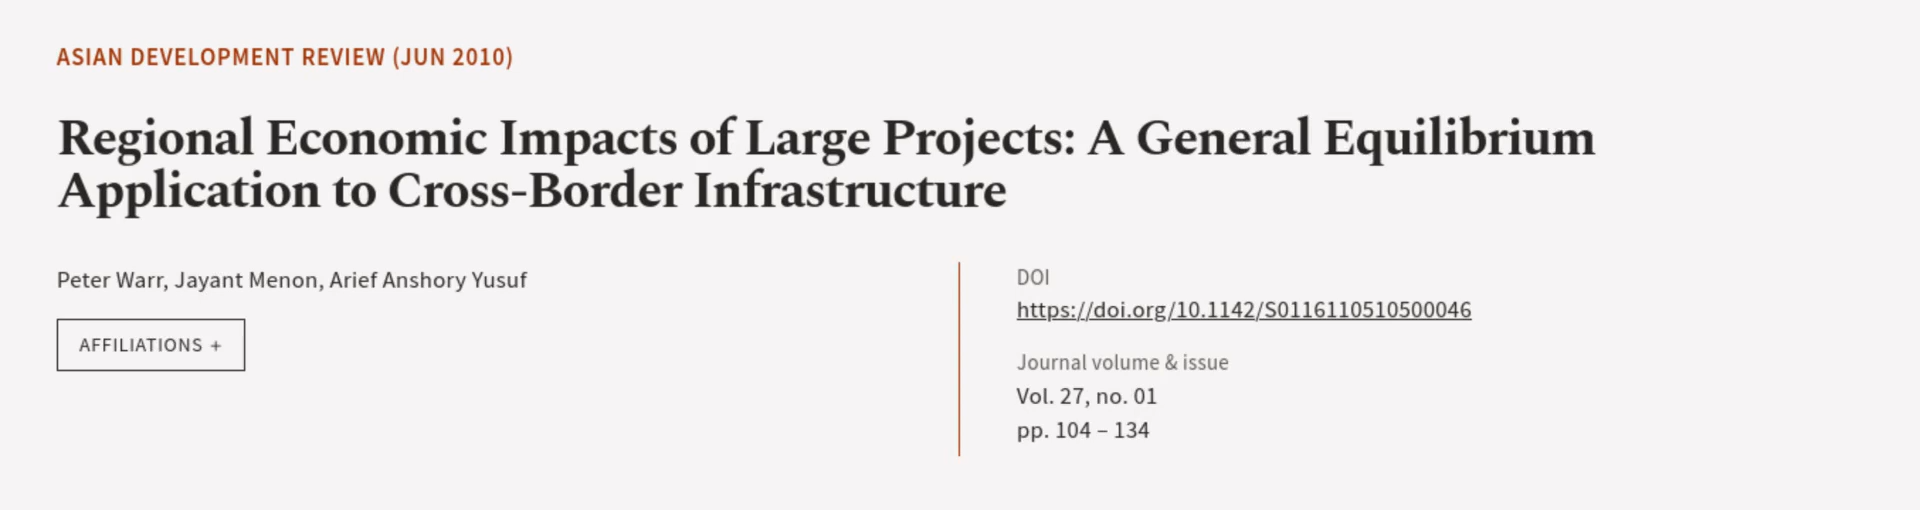 ASIAN DEVELOPMENT REVIEW (JUN 2010)
Regional Economic Impacts of Large Projects: A General Equilibrium
Application to Cross-Border Infrastructure
Peter Warr, Jayant Menon, Arief Anshory Yusuf
AFFILIATIONS +
DOI
https://doi.org/10.1142/S0116110510500046
Journal volume & issue
Vol. 27, no. 01
pp. 104 – 134